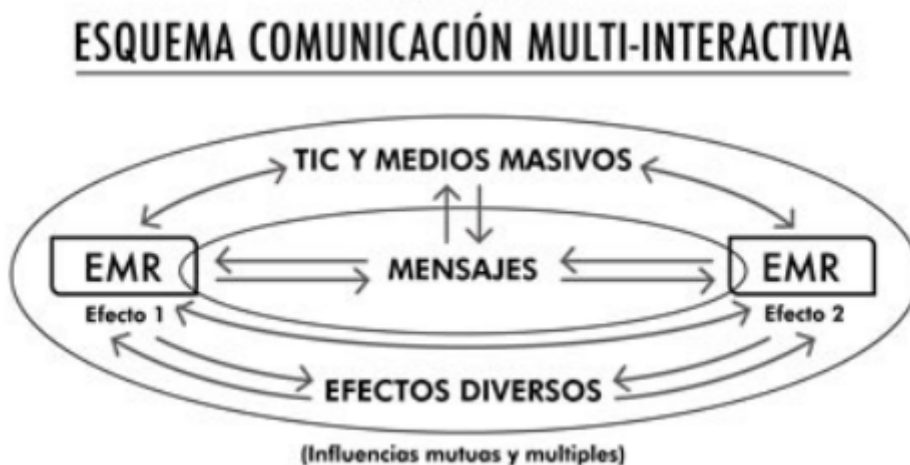 ESQUEMA COMUNICACIÓN MULTI-INTERACTIVA
TIC Y MEDIOS MASIVOS
EMR
MENSAJES
EMR
Efecto 1
Efecto 2
EFECTOS DIVERSOS
(Influencias mutuas y multiples)